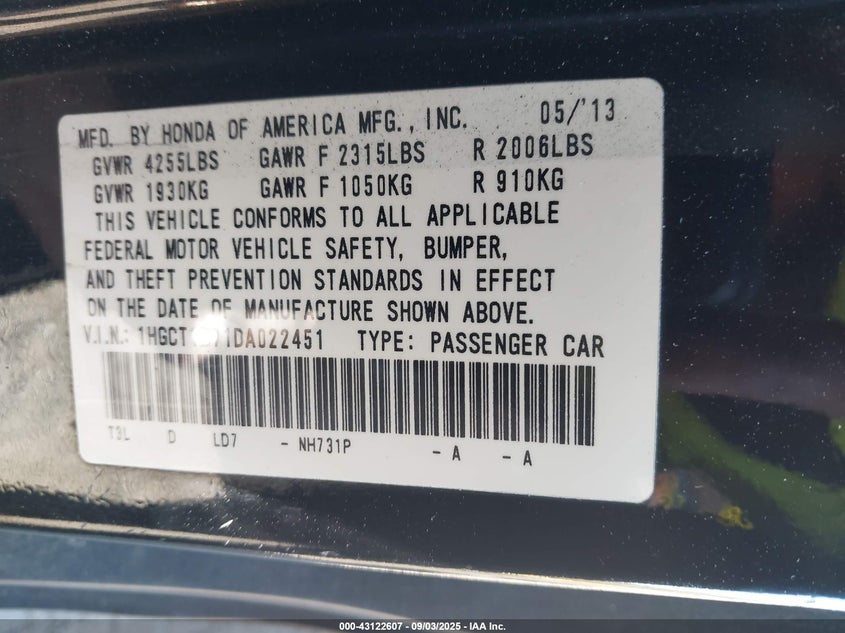 MFD. BY HONDA OF AMERICA MFG., INC. 05/'13
GVWR 4255LBS GAWR F 2315LBS R 2006LBS
GVWR 1930KG GAWR F 1050KG R 910KG
THIS VEHICLE CONFORMS TO ALL APPLICABLE
FEDERAL MOTOR VEHICLE SAFETY, BUMPER,
AND THEFT PREVENTION STANDARDS IN EFFECT
ON THE DATE OF MANUFACTURE SHOWN ABOVE.
V.I.N.: TYPE: PASSENGER CAR
T3L D LD7 - NH731P - A - A
000-43122607 - 09/03/2025 - IAA Inc.